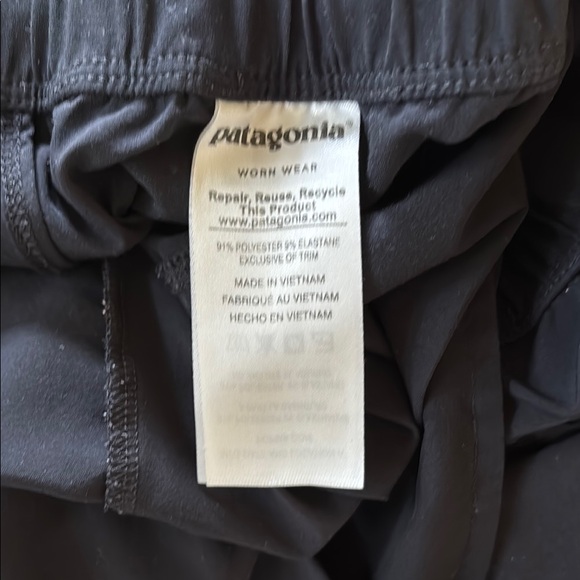 patagonia®
WORN WEAR
Repair, Reuse, Recycle
This Product
www.patagonia.com
91% POLYESTER 9% ELASTANE
EXCLUSIVE OF TRIM
MADE IN VIETNAM
FABRIQUÉ AU VIETNAM
HECHO EN VIETNAM